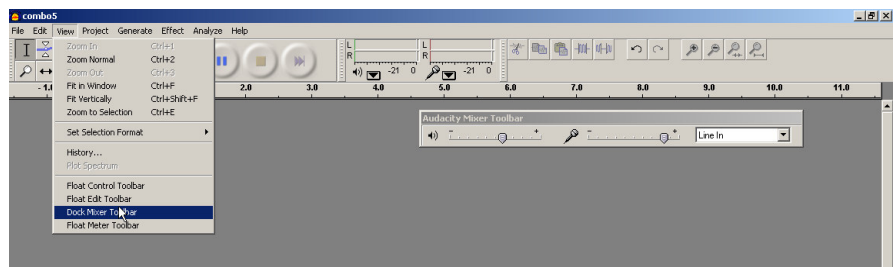 combo5
File Edit View Project Generate Effect Analyze Help
Zoom In Ctrl+1
Zoom Normal Ctrl+2
Zoom Out Ctrl+3
Fit in Window Ctrl+F
Fit Vertically Ctrl+Shift+F
Zoom to Selection Ctrl+E
Set Selection Format
History...
Plot Spectrum
Float Control Toolbar
Float Edit Toolbar
Dock Mixer Toolbar
Float Meter Toolbar
L L
R R
-21 0 -21 0
- 1.0 2.0 3.0 4.0 5.0 6.0 7.0 8.0 9.0 10.0 11.0
Audacity Mixer Toolbar
- + - + Line In